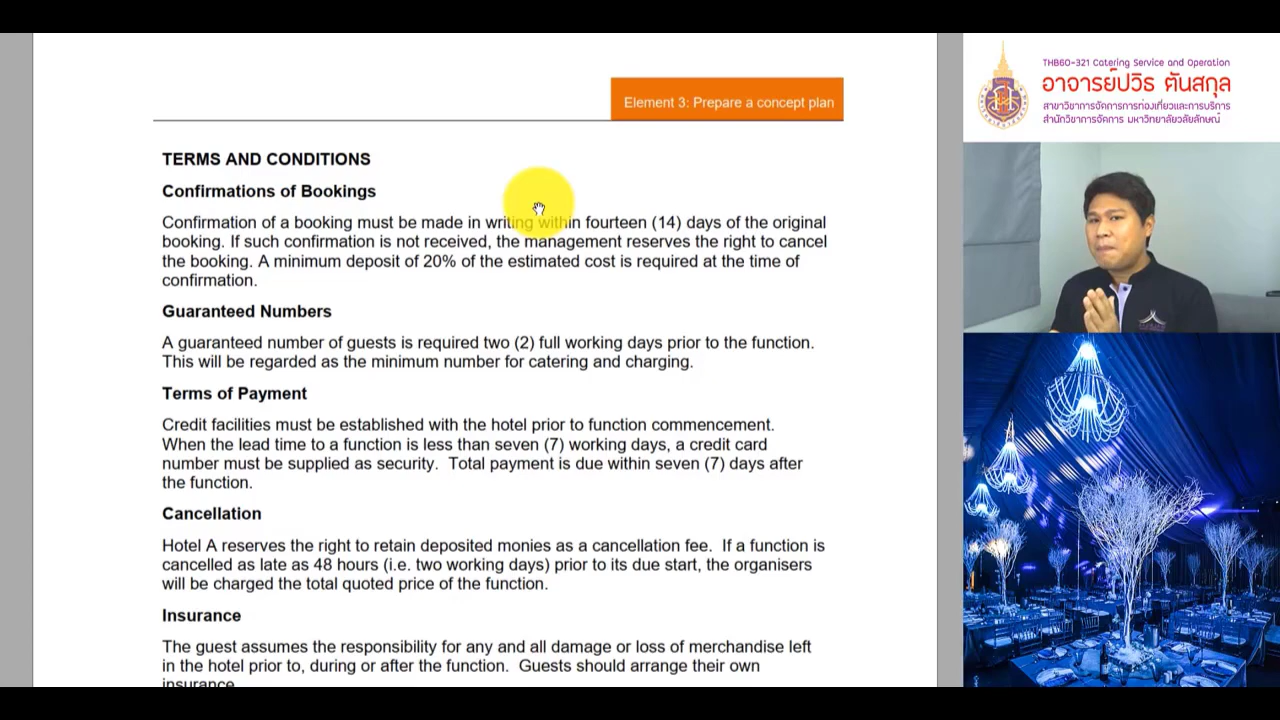 Element 3: Prepare a concept plan
TERMS AND CONDITIONS
Confirmations of Bookings
Confirmation of a booking must be made in writing within fourteen (14) days of the original
booking. If such confirmation is not received, the management reserves the right to cancel
the booking. A minimum deposit of 20% of the estimated cost is required at the time of
confirmation.
Guaranteed Numbers
A guaranteed number of guests is required two (2) full working days prior to the function.
This will be regarded as the minimum number for catering and charging.
Terms of Payment
Credit facilities must be established with the hotel prior to function commencement.
When the lead time to a function is less than seven (7) working days, a credit card
number must be supplied as security.  Total payment is due within seven (7) days after
the function.
Cancellation
Hotel A reserves the right to retain deposited monies as a cancellation fee.  If a function is
cancelled as late as 48 hours (i.e. two working days) prior to its due start, the organisers
will be charged the total quoted price of the function.
Insurance
The guest assumes the responsibility for any and all damage or loss of merchandise left
in the hotel prior to, during or after the function.  Guests should arrange their own
insurance
THB60-321 Catering Service and Operation
อาจารย์ปวิธ ตันสกุล
สาขาวิชาการจัดการการท่องเที่ยวและการบริการ
สำนักวิชาการจัดการ มหาวิทยาลัยวลัยลักษณ์